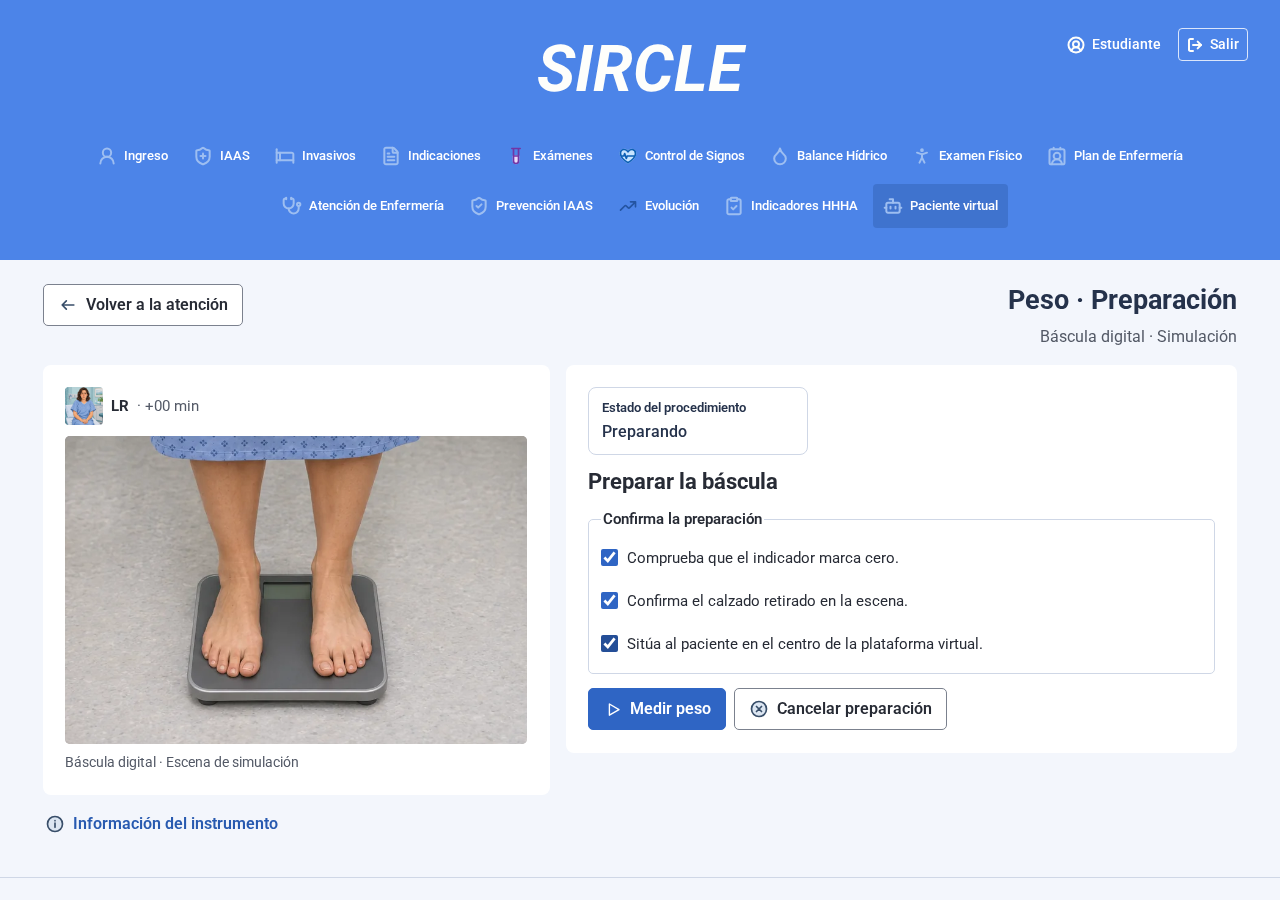 SIRCLE
Estudiante
Salir
Ingreso
IAAS
Invasivos
Indicaciones
Exámenes
Control de Signos
Balance Hídrico
Examen Físico
Plan de Enfermería
Atención de Enfermería
Prevención IAAS
Evolución
Indicadores HHHA
Paciente virtual
Volver a la atención
Peso · Preparación
Báscula digital · Simulación
LR · +00 min
Báscula digital · Escena de simulación
Información del instrumento
Estado del procedimiento
Preparando
Preparar la báscula
Confirma la preparación
Comprueba que el indicador marca cero.
Confirma el calzado retirado en la escena.
Sitúa al paciente en el centro de la plataforma virtual.
Medir peso
Cancelar preparación